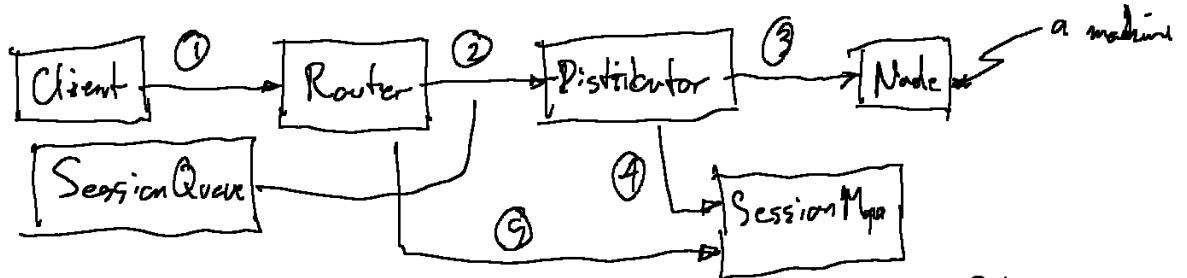 ① ② ③ a machine
Client Router Distributor Node
SessionQueue ④ SessionMap
⑤